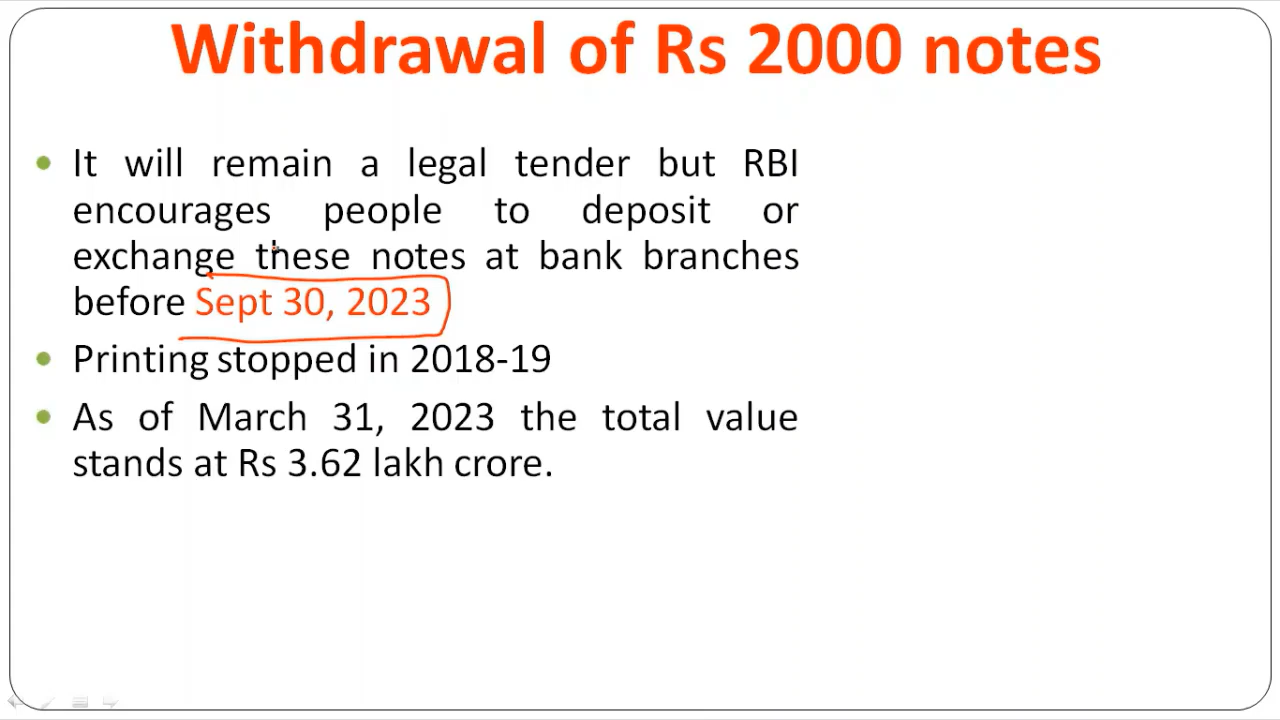 Withdrawal of Rs 2000 notes
It will remain a legal tender but RBI
encourages people to deposit or
exchange these notes at bank branches
before Sept 30, 2023
Printing stopped in 2018-19
As of March 31, 2023 the total value
stands at Rs 3.62 lakh crore.